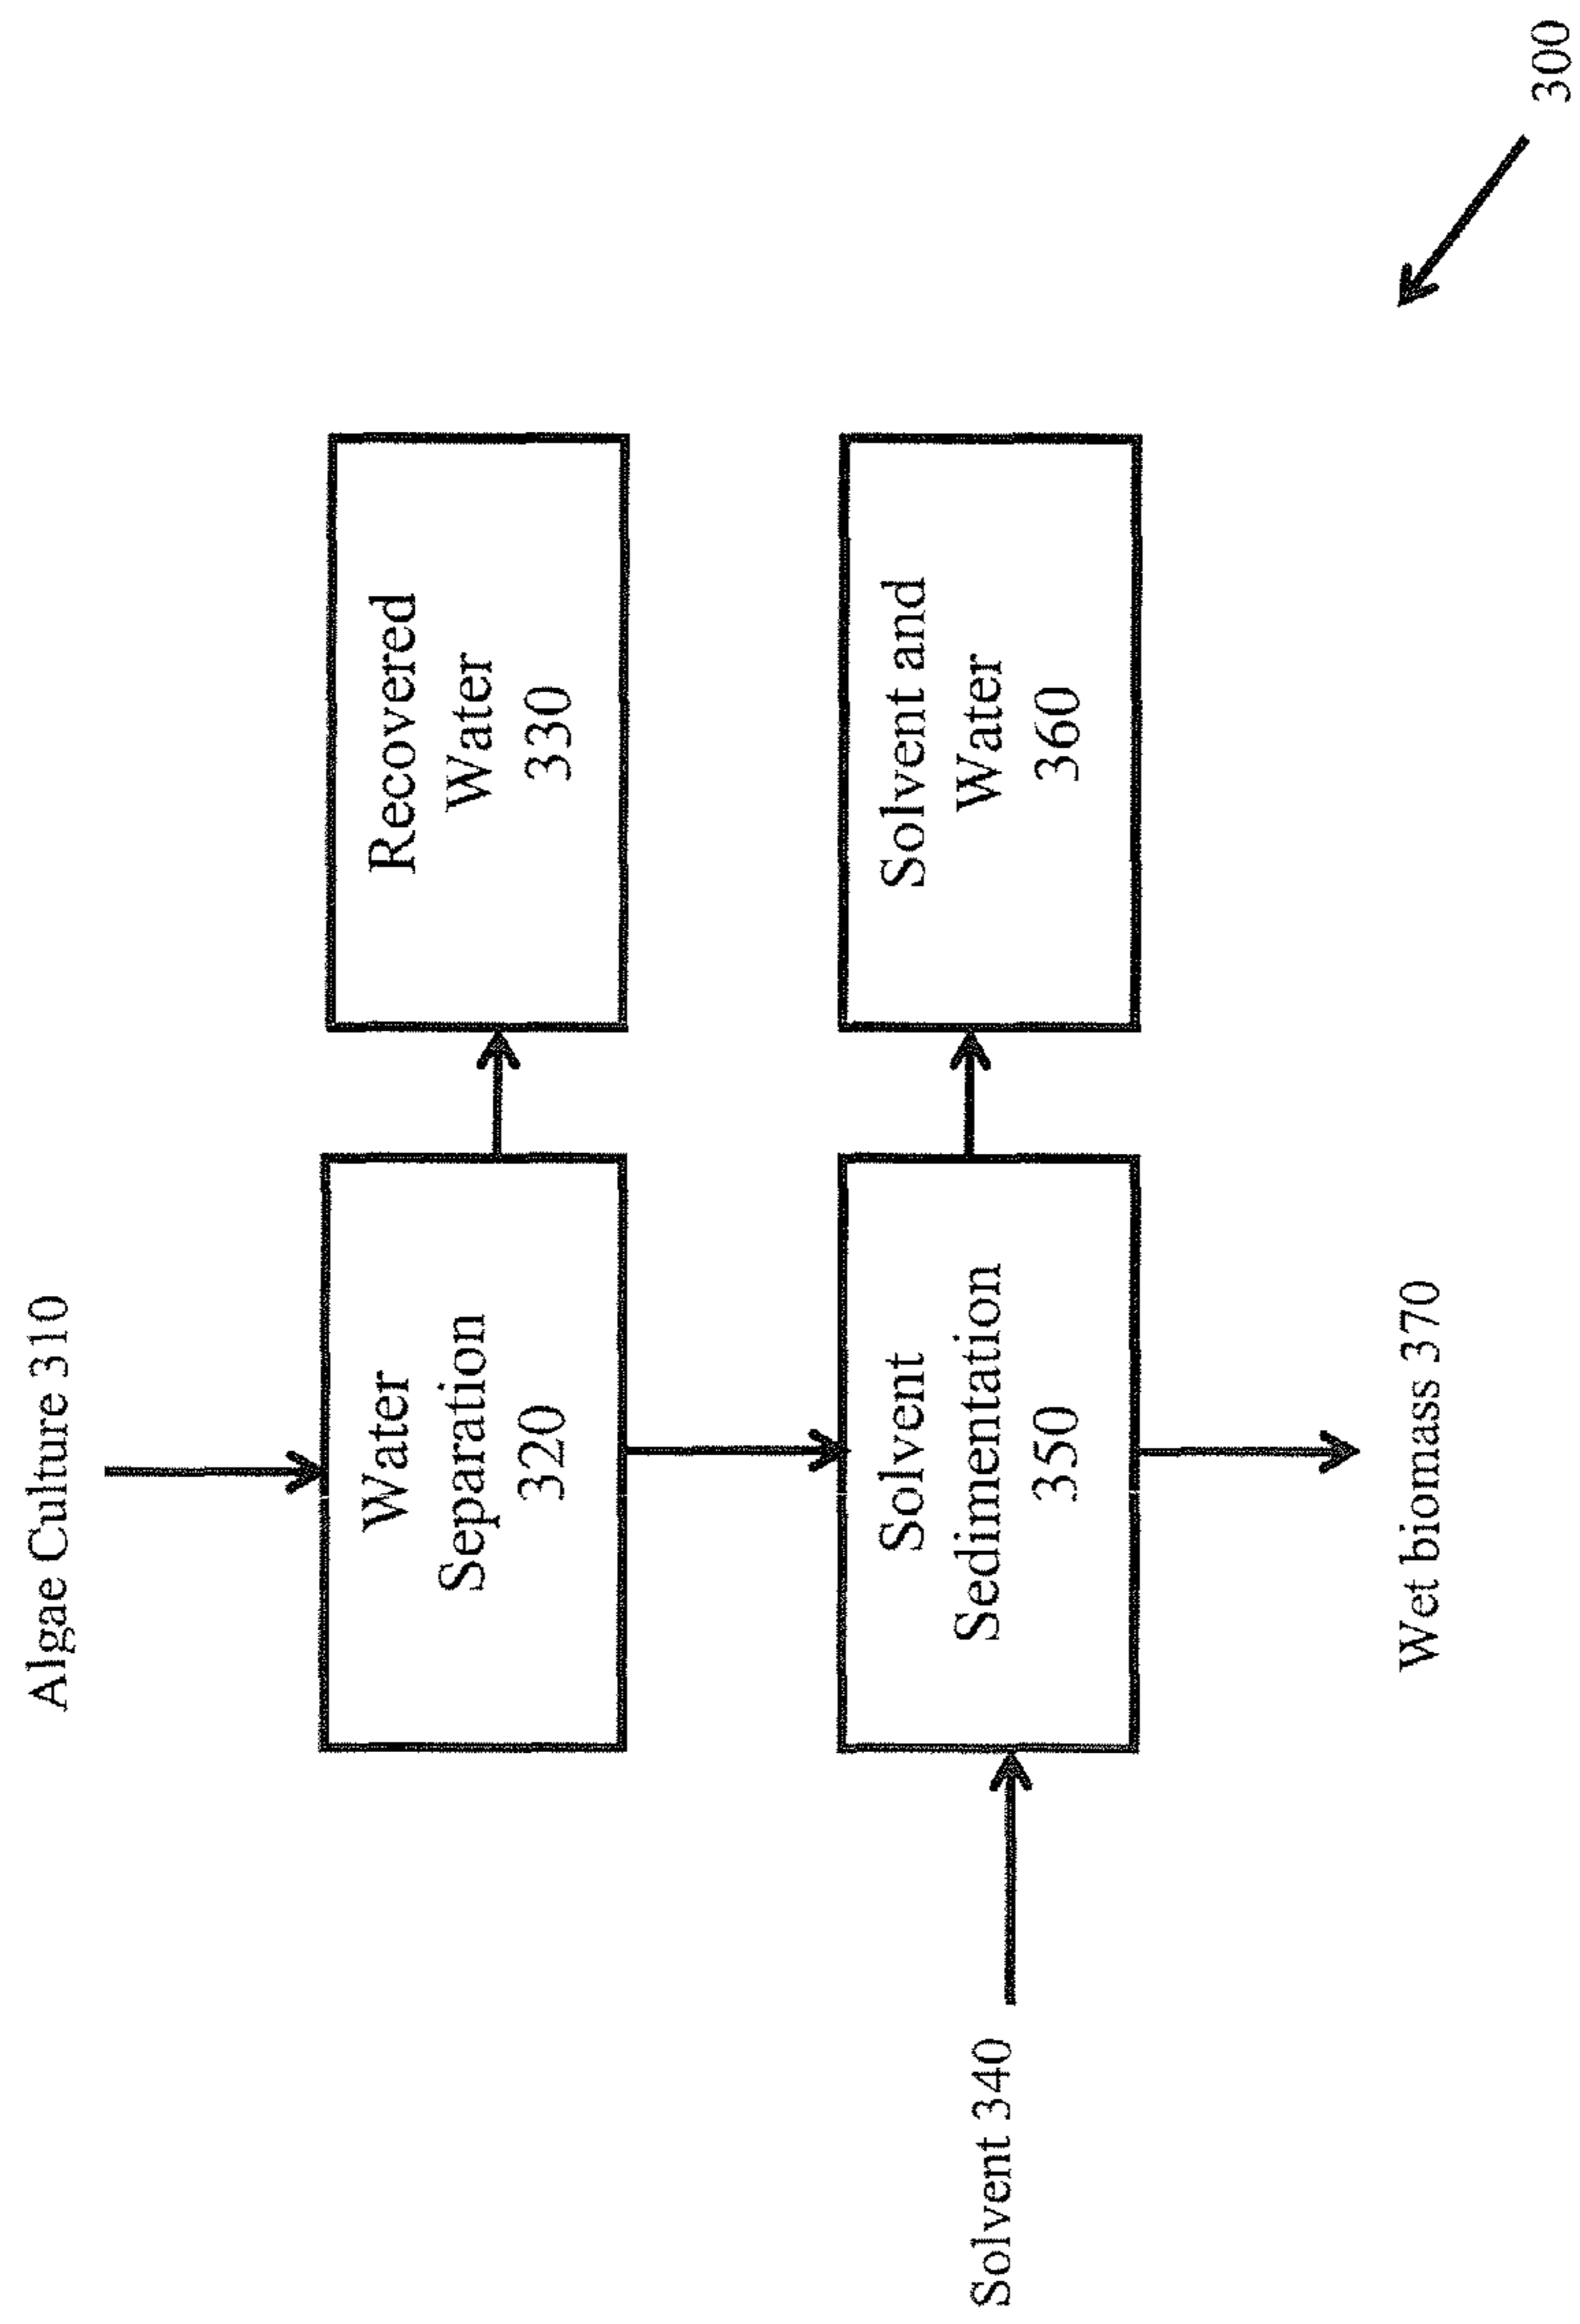 Algae Culture 310
Water
Separation
320
Recovered
Water
330
Solvent 340
Solvent
Sedimentation
350
Solvent and
Water
360
Wet biomass 370
300